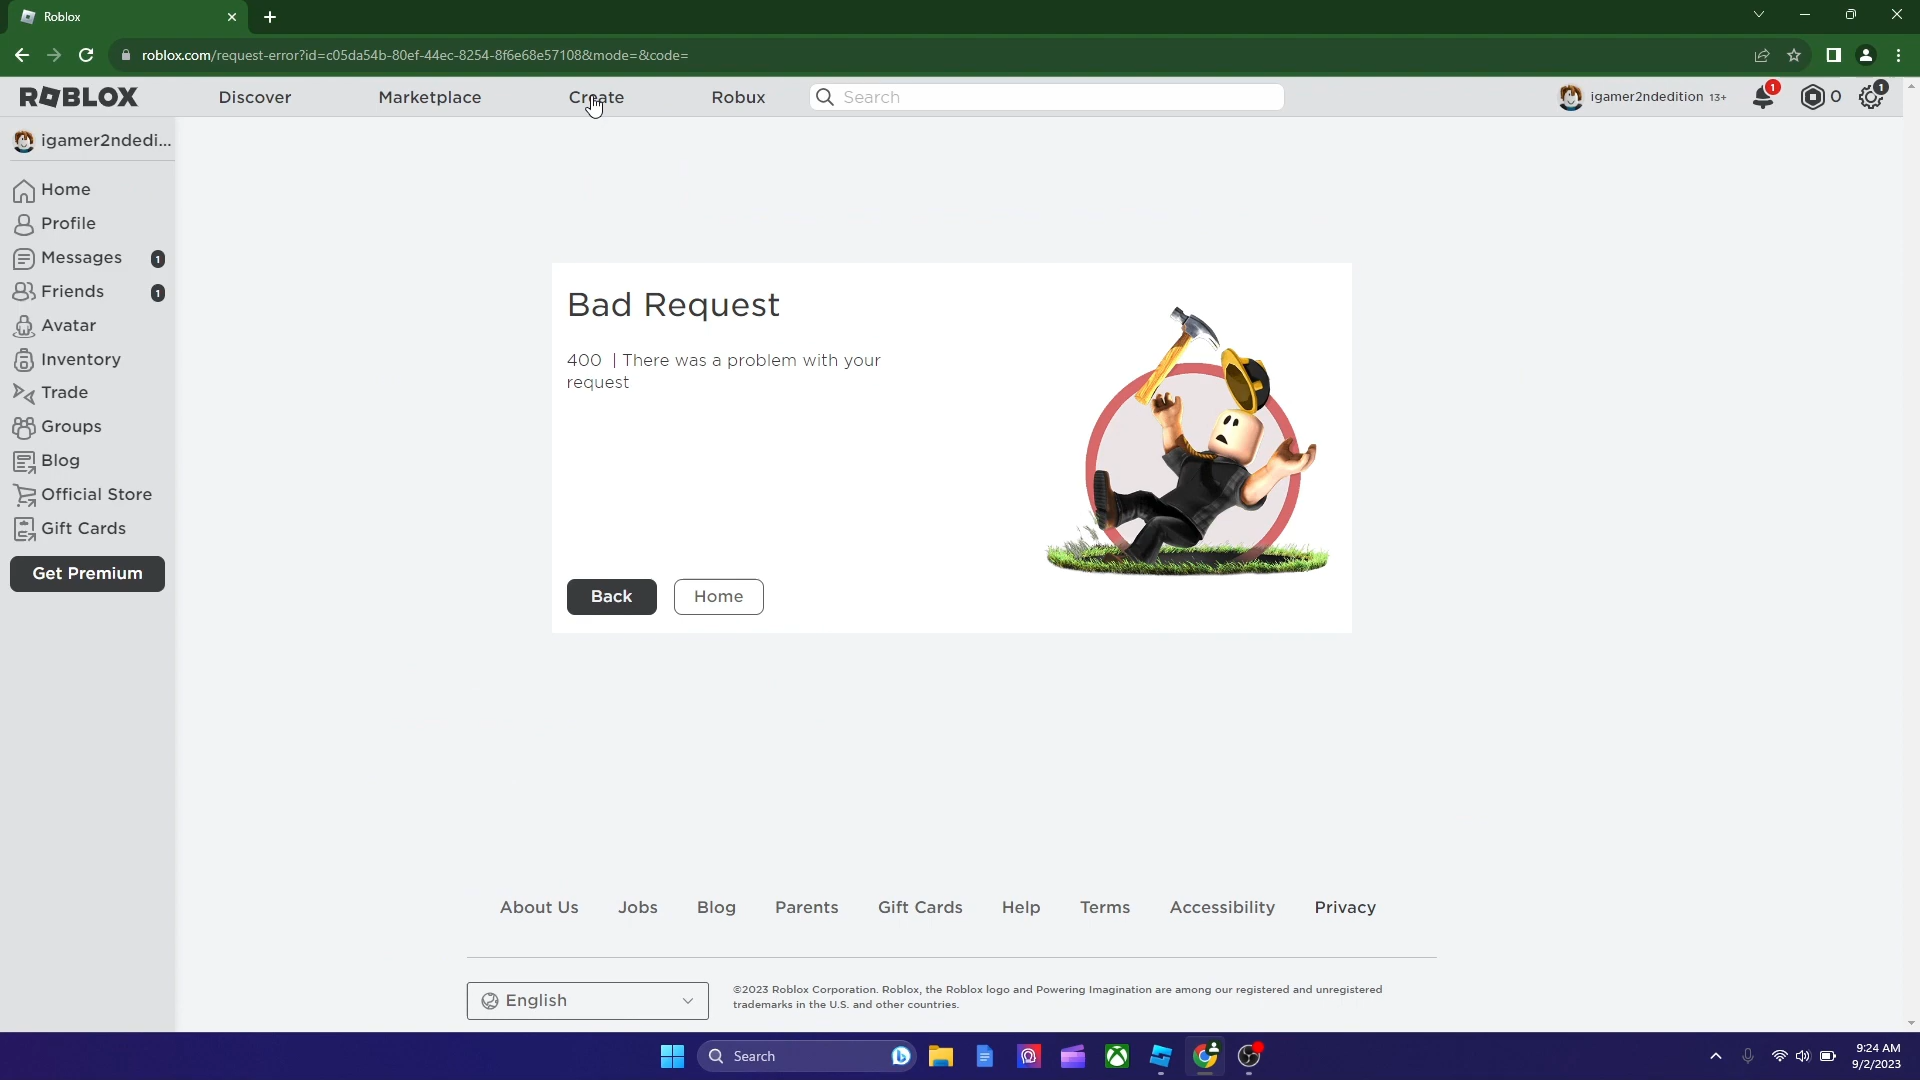 Roblox
roblox.com/request-error?id=c05da54b-80ef-44ec-8254-8f6e68e57108&mode=&code=
ROBLOX
Discover
Marketplace
Create
Robux
Search
igamer2ndedition 13+
1
0
1
igamer2ndedi...
Home
Profile
Messages 1
Friends 1
Avatar
Inventory
Trade
Groups
Blog
Official Store
Gift Cards
Get Premium
Bad Request
400 | There was a problem with your
request
Back
Home
About Us Jobs Blog Parents Gift Cards Help Terms Accessibility Privacy
English
©2023 Roblox Corporation. Roblox, the Roblox logo and Powering Imagination are among our registered and unregistered
trademarks in the U.S. and other countries.
Search
9:24 AM
9/2/2023